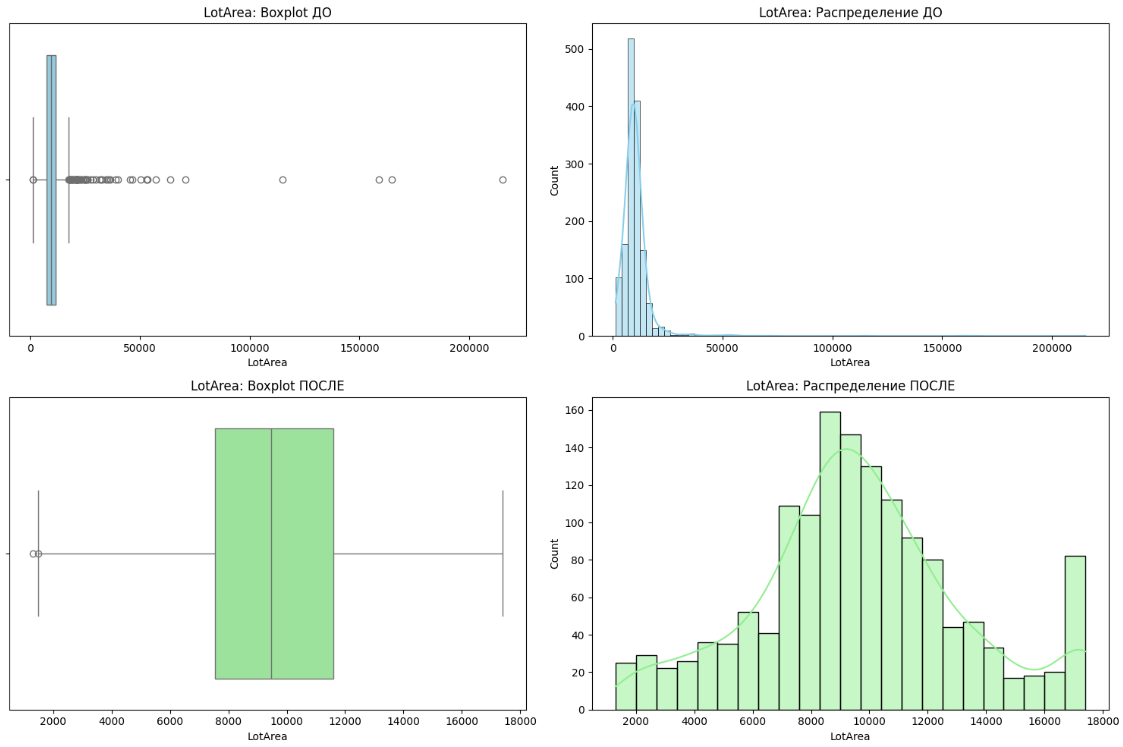 LotArea: Boxplot ДО
0 50000 100000 150000 200000
LotArea
LotArea: Распределение ДО
Count
500
400
300
200
100
0
0 50000 100000 150000 200000
LotArea
LotArea: Boxplot ПОСЛЕ
2000 4000 6000 8000 10000 12000 14000 16000 18000
LotArea
LotArea: Распределение ПОСЛЕ
Count
160
140
120
100
80
60
40
20
0
2000 4000 6000 8000 10000 12000 14000 16000 18000
LotArea